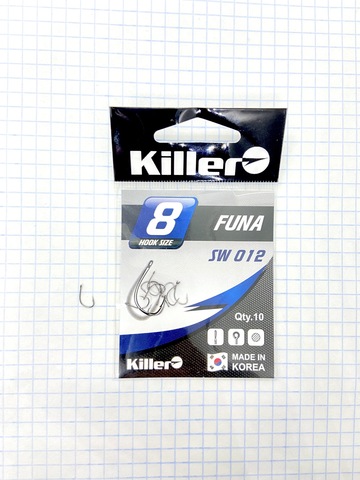 Killer
8
HOOK SIZE
FUNA
SW 012
Qty.10
Killer
MADE IN
KOREA